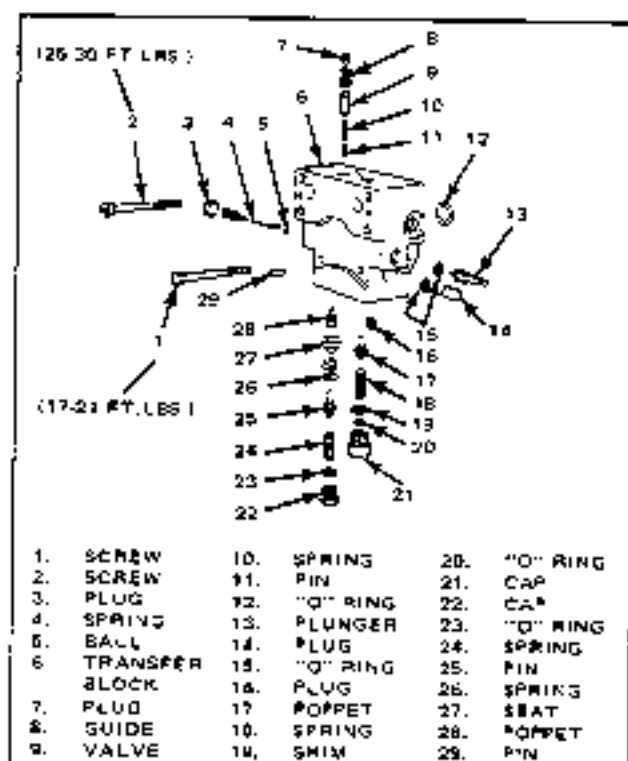 (25-30 FT. LBS.)
7
8
9
6
10
11
12
2
3
4
5
13
29
14
1
15
28
16
27
17
26
18
(17-21 FT. LBS.)
25
19
24
20
23
21
22
1. SCREW
2. SCREW
3. PLUG
4. SPRING
5. BALL
6 TRANSFER
BLOCK
7. PLUG
8. GUIDE
9. VALVE
10. SPRING
11. PIN
12. "O" RING
13. PLUNGER
14. PLUG
15. "O" RING
16. PLUG
17 POPPET
18. SPRING
19. SHIM
20. "O" RING
21. CAP
22. CAP
23. "O" RING
24. SPRING
25. PIN
26. SPRING
27. SEAT
28. POPPET
29. PIN